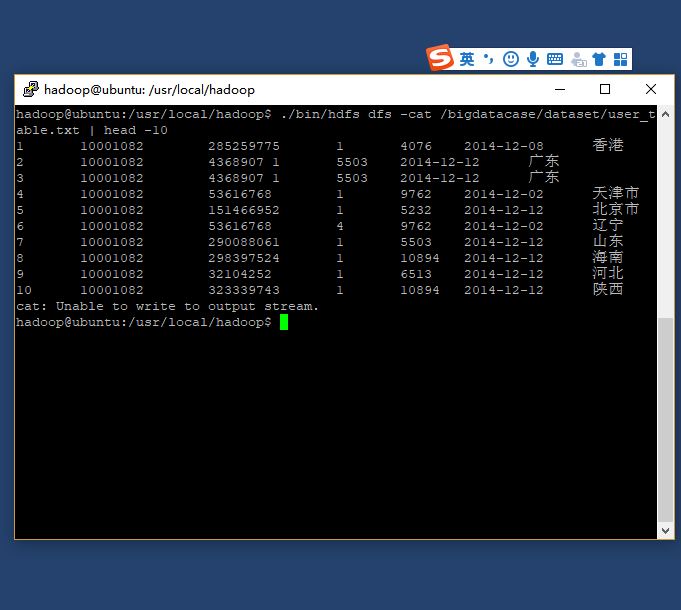 英
hadoop@ubuntu: /usr/local/hadoop
hadoop@ubuntu:/usr/local/hadoop$ ./bin/hdfs dfs -cat /bigdatacase/dataset/user_t
able.txt | head -10
1 10001082 285259775 1 4076 2014-12-08 香港
2 10001082 4368907 1 5503 2014-12-12 广东
3 10001082 4368907 1 5503 2014-12-12 广东
4 10001082 53616768 1 9762 2014-12-02 天津市
5 10001082 151466952 1 5232 2014-12-12 北京市
6 10001082 53616768 4 9762 2014-12-02 辽宁
7 10001082 290088061 1 5503 2014-12-12 山东
8 10001082 298397524 1 10894 2014-12-12 海南
9 10001082 32104252 1 6513 2014-12-12 河北
10 10001082 323339743 1 10894 2014-12-12 陕西
cat: Unable to write to output stream.
hadoop@ubuntu:/usr/local/hadoop$